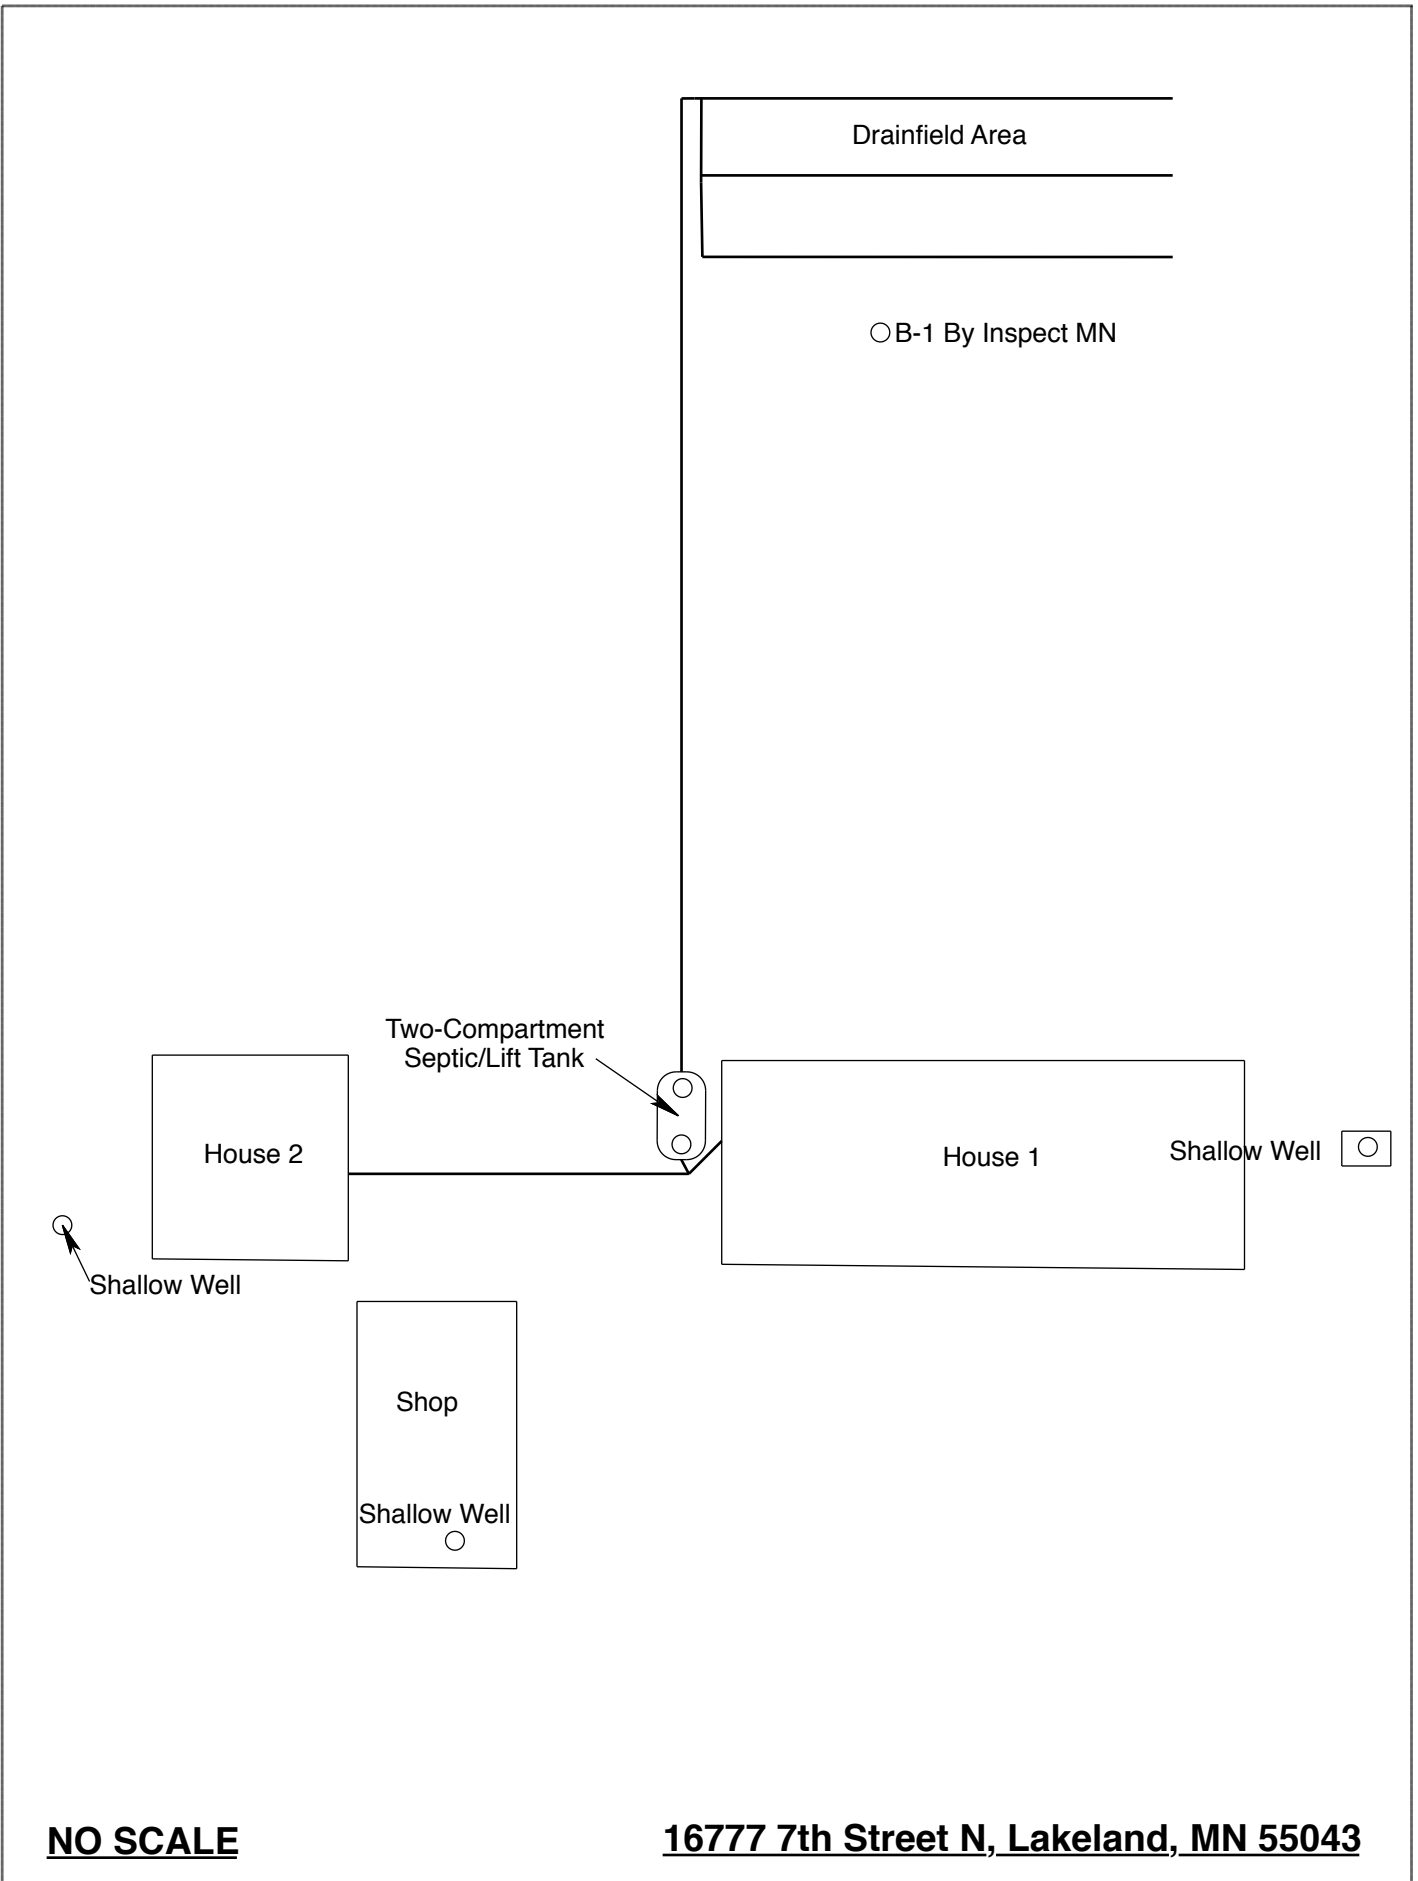 Drainfield Area
B-1 By Inspect MN
Two-Compartment
Septic/Lift Tank
House 2
House 1
Shallow Well
Shallow Well
Shop
Shallow Well
NO SCALE
16777 7th Street N, Lakeland, MN 55043